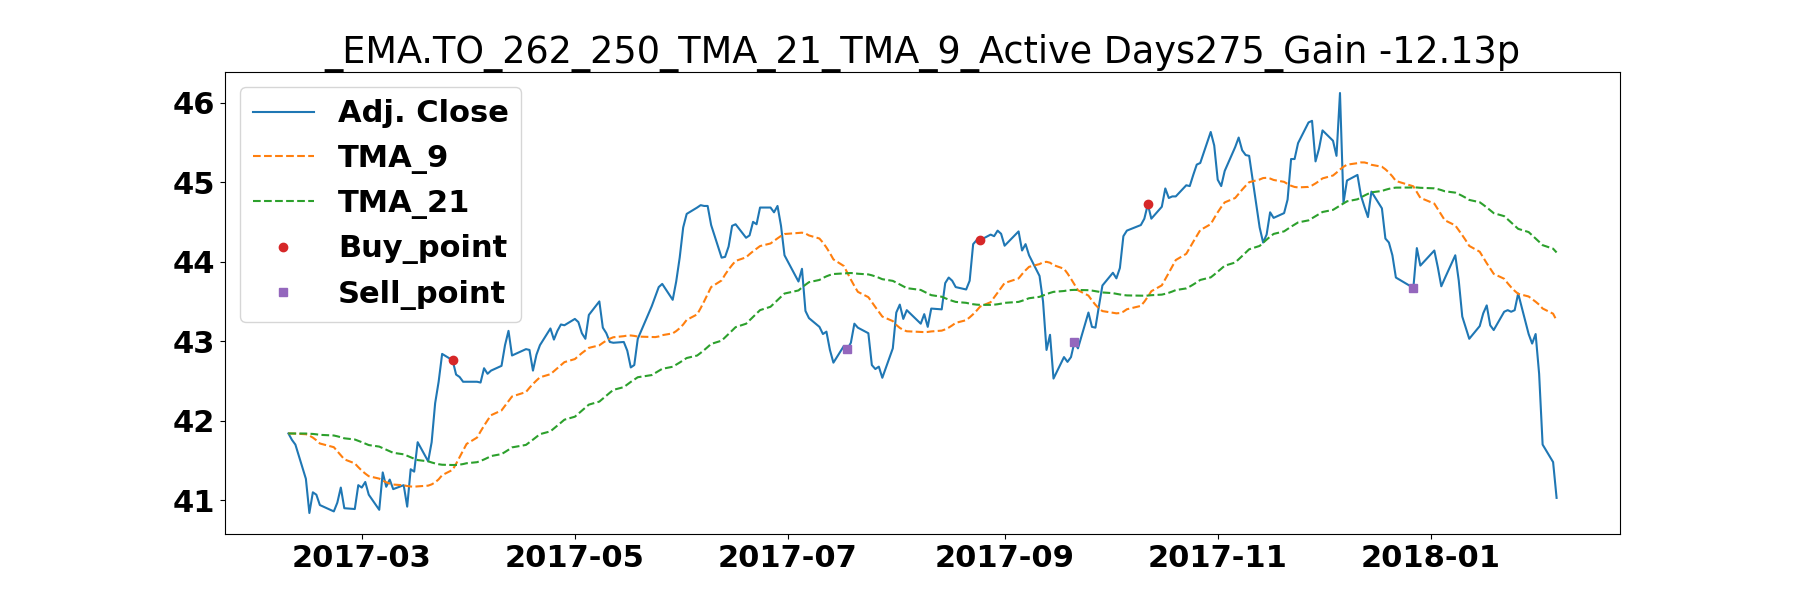 _EMA.TO_262_250_TMA_21_TMA_9_Active Days275_Gain -12.13p
46
45
44
43
42
41
Adj. Close
TMA_9
TMA_21
Buy_point
Sell_point
2017-03 2017-05 2017-07 2017-09 2017-11 2018-01